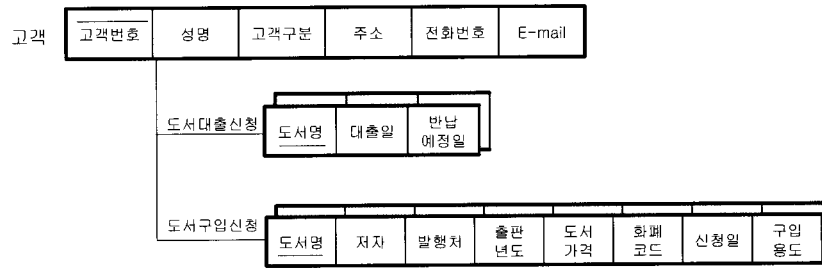 고객 고객번호 성명 고객구분 주소 전화번호 E-mail
도서대출신청 도서명 대출일 반납
예정일
도서구입신청 도서명 저자 발행처 출판
년도 도서
가격 화폐
코드 신청일 구입
용도